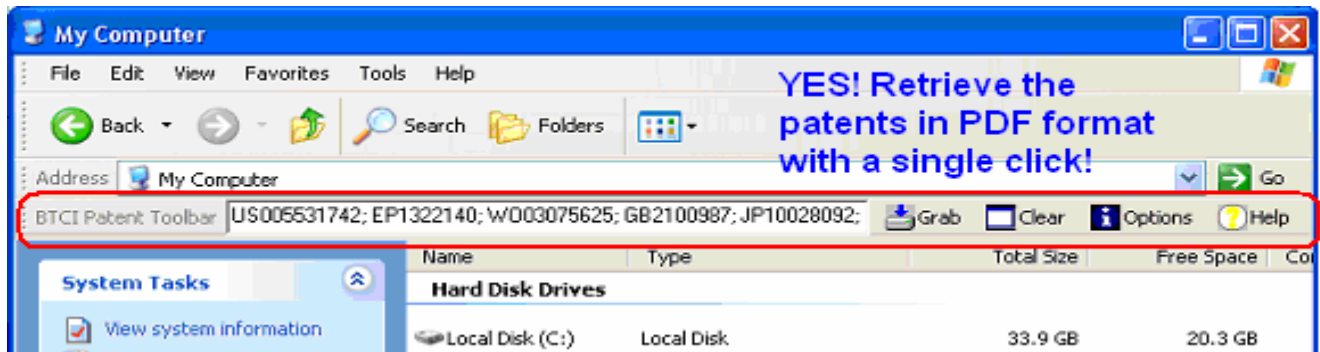 My Computer
File Edit View Favorites Tools Help
YES! Retrieve the
patents in PDF format
with a single click!
Back Search Folders
Address My Computer Go
BTCI Patent Toolbar US005531742; EP1322140; WO03075625; GB2100987; JP10028092; Grab Clear Options Help
Name Type Total Size Free Space Co
System Tasks
Hard Disk Drives
View system information
Local Disk (C:) Local Disk 33.9 GB 20.3 GB